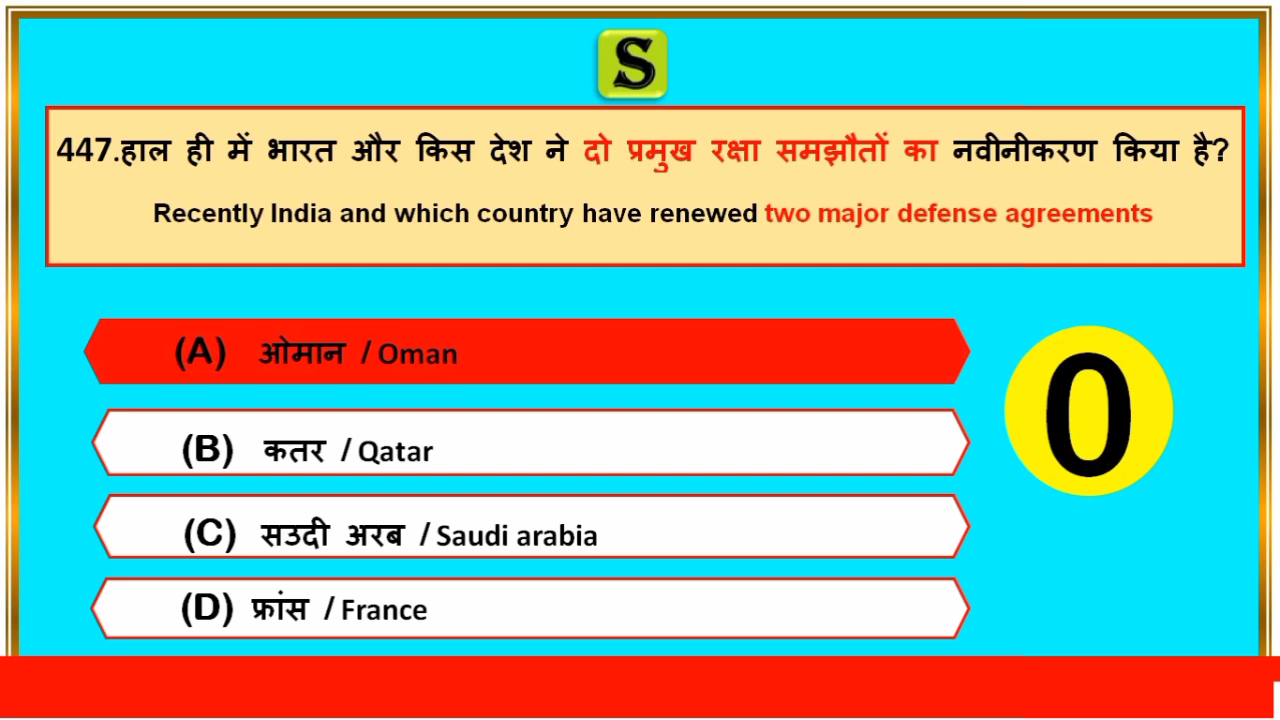 S
447.हाल ही में भारत और किस देश ने दो प्रमुख रक्षा समझौतों का नवीनीकरण किया है?
Recently India and which country have renewed two major defense agreements
(A) ओमान / Oman
0
(B) कतर / Qatar
(C) सउदी अरब / Saudi arabia
(D) फ्रांस / France